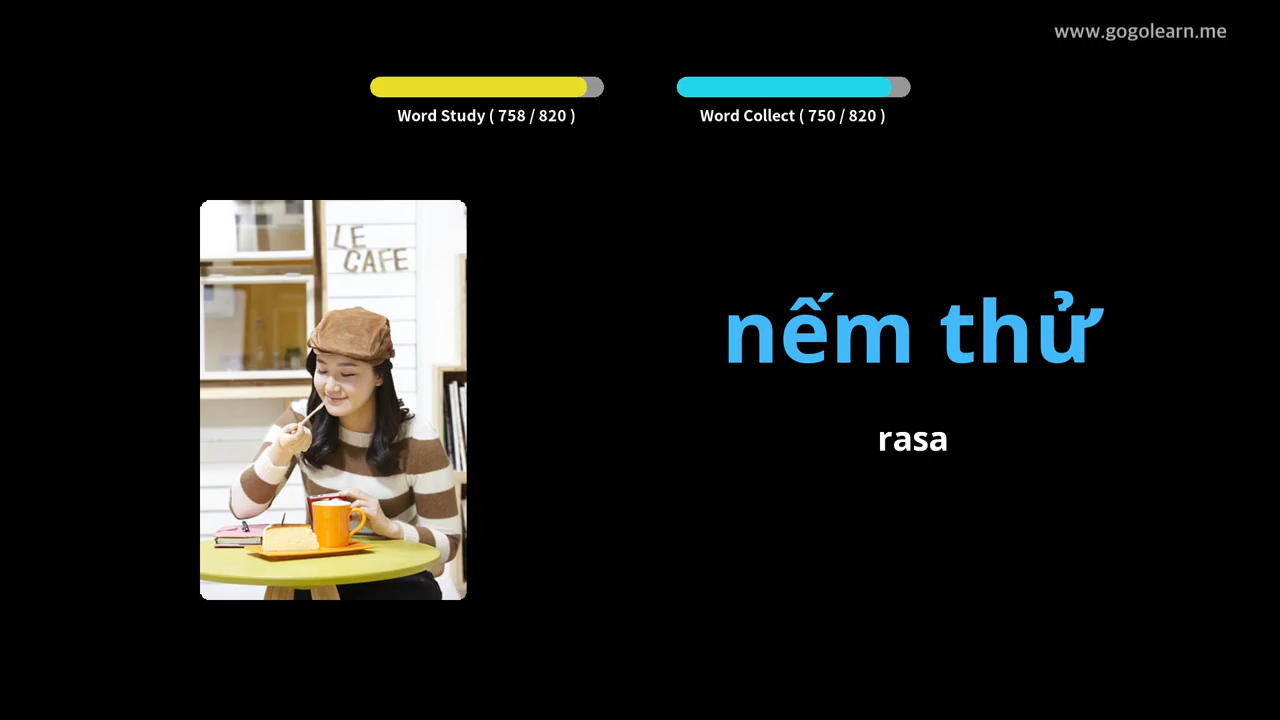 www.gogolearn.me
Word Study ( 758 / 820 )
Word Collect ( 750 / 820 )
LE
CAFE
nếm thử
rasa